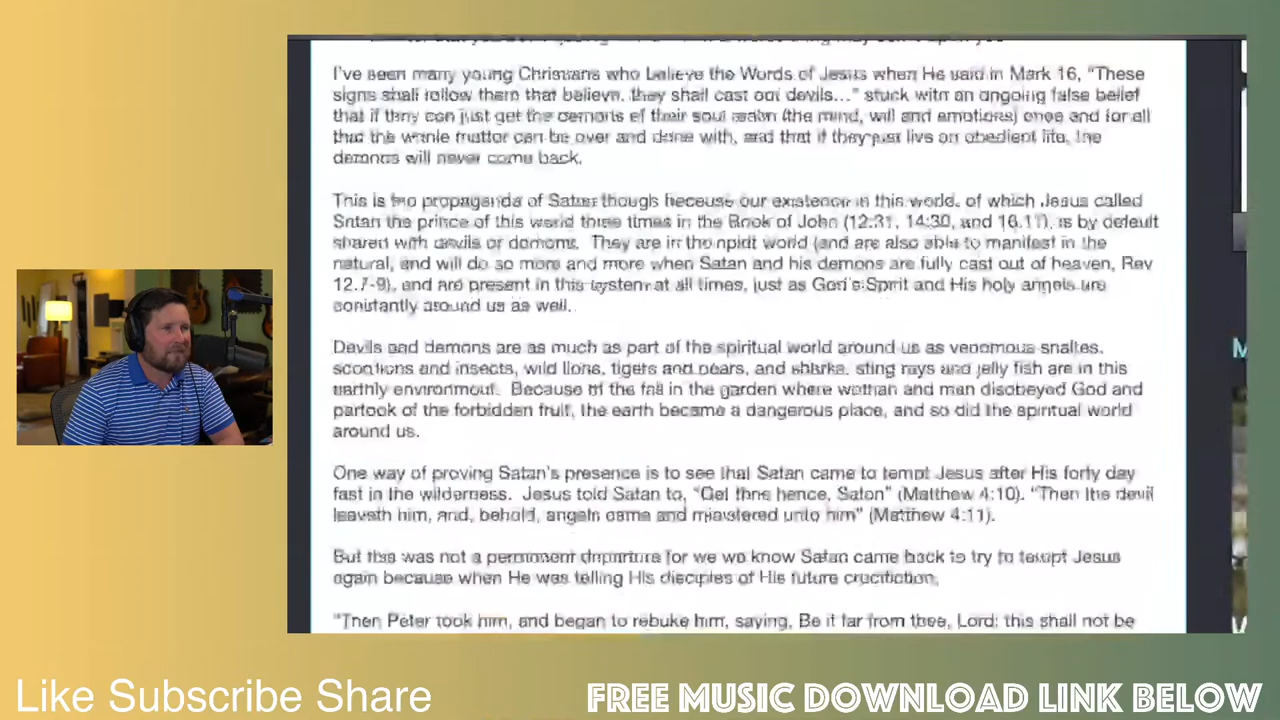 I've seen many young Christians who believe the Words of Jesus when He said in Mark 16, "These
signs shall follow them that believe, they shall cast out devils..." stuck with an ongoing false belief
that if they can just get the demons of their soul realm (the mind, will and emotions) once and for all
that the whole matter can be over and done with, and that if they just live an obedient life, the
demons will never come back.
This is the propaganda of Satan though because our existence in this world, of which Jesus called
Satan the prince of this world three times in the Book of John (12:31, 14:30, and 16:11), is by default
shared with devils or demons. They are in the spirit world (and are also able to manifest in the
natural, and will do so more and more when Satan and his demons are fully cast out of heaven, Rev
12.7-9), and are present in this system at all times, just as God's Spirit and His holy angels are
constantly around us as well.
Devils and demons are as much as part of the spiritual world around us as venomous snakes,
scorpions and insects, wild lions, tigers and bears, and sharks, sting rays and jelly fish are in this
earthly environment. Because of the fall in the garden where woman and man disobeyed God and
partook of the forbidden fruit, the earth became a dangerous place, and so did the spiritual world
around us.
One way of proving Satan's presence is to see that Satan came to tempt Jesus after His forty day
fast in the wilderness. Jesus told Satan to, "Get thee hence, Satan" (Matthew 4:10). "Then the devil
leaveth him, and, behold, angels came and ministered unto him" (Matthew 4:11).
But this was not a permanent departure for we we know Satan came back to try to tempt Jesus
again because when He was telling His disciples of His future crucifixion,
"Then Peter took him, and began to rebuke him, saying, Be it far from thee, Lord: this shall not be
Like Subscribe Share
FREE MUSIC DOWNLOAD LINK BELOW